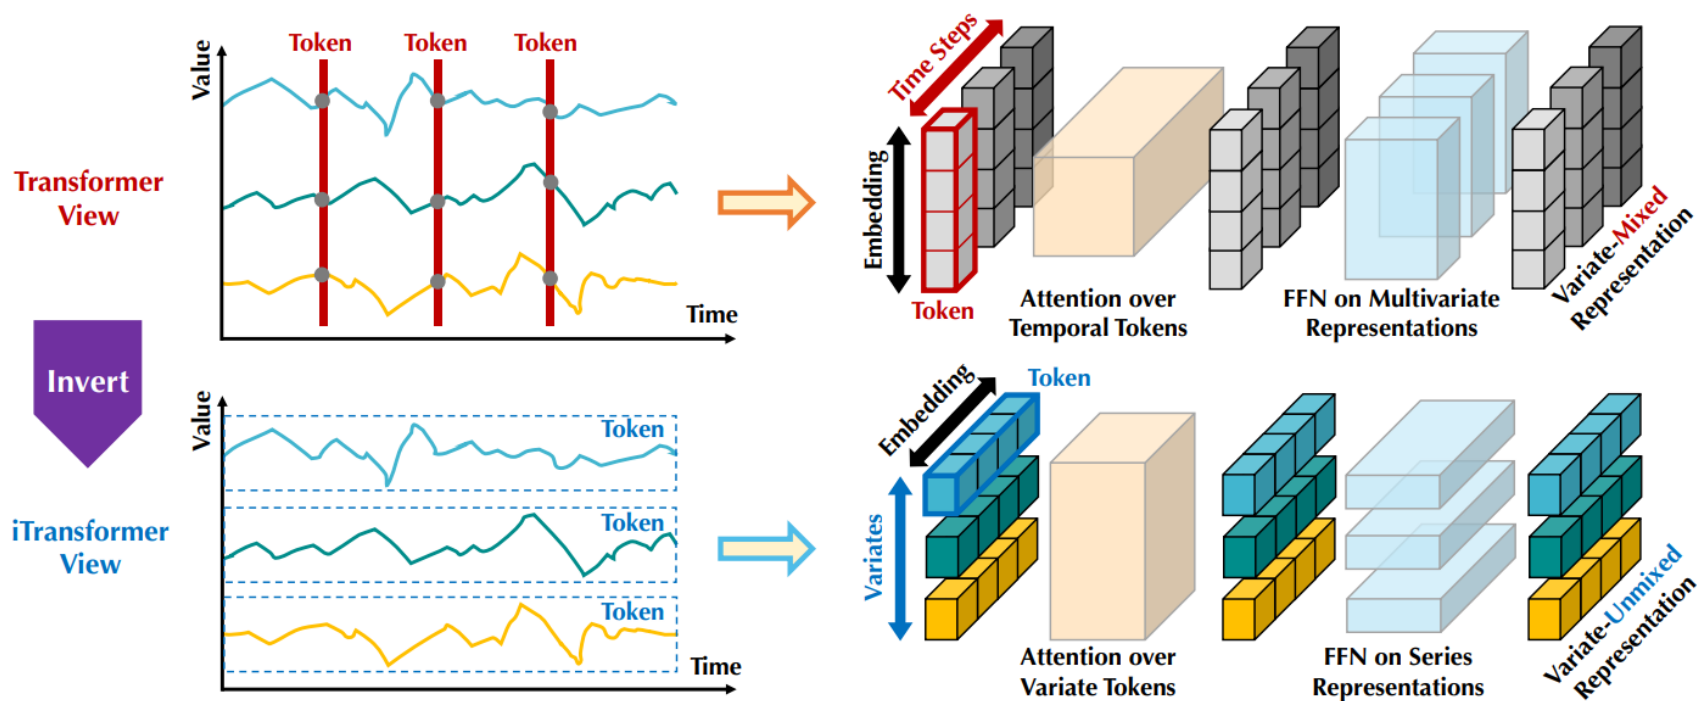 Token
Token
Token
Value
Transformer
View
Time
Time Steps
Embedding
Token
Attention over
Temporal Tokens
FFN on Multivariate
Representations
Variate-Mixed
Representation
Invert
Value
Token
Token
Token
iTransformer
View
Time
Embedding
Token
Variates
Attention over
Variate Tokens
FFN on Series
Representations
Variate-Unmixed
Representation